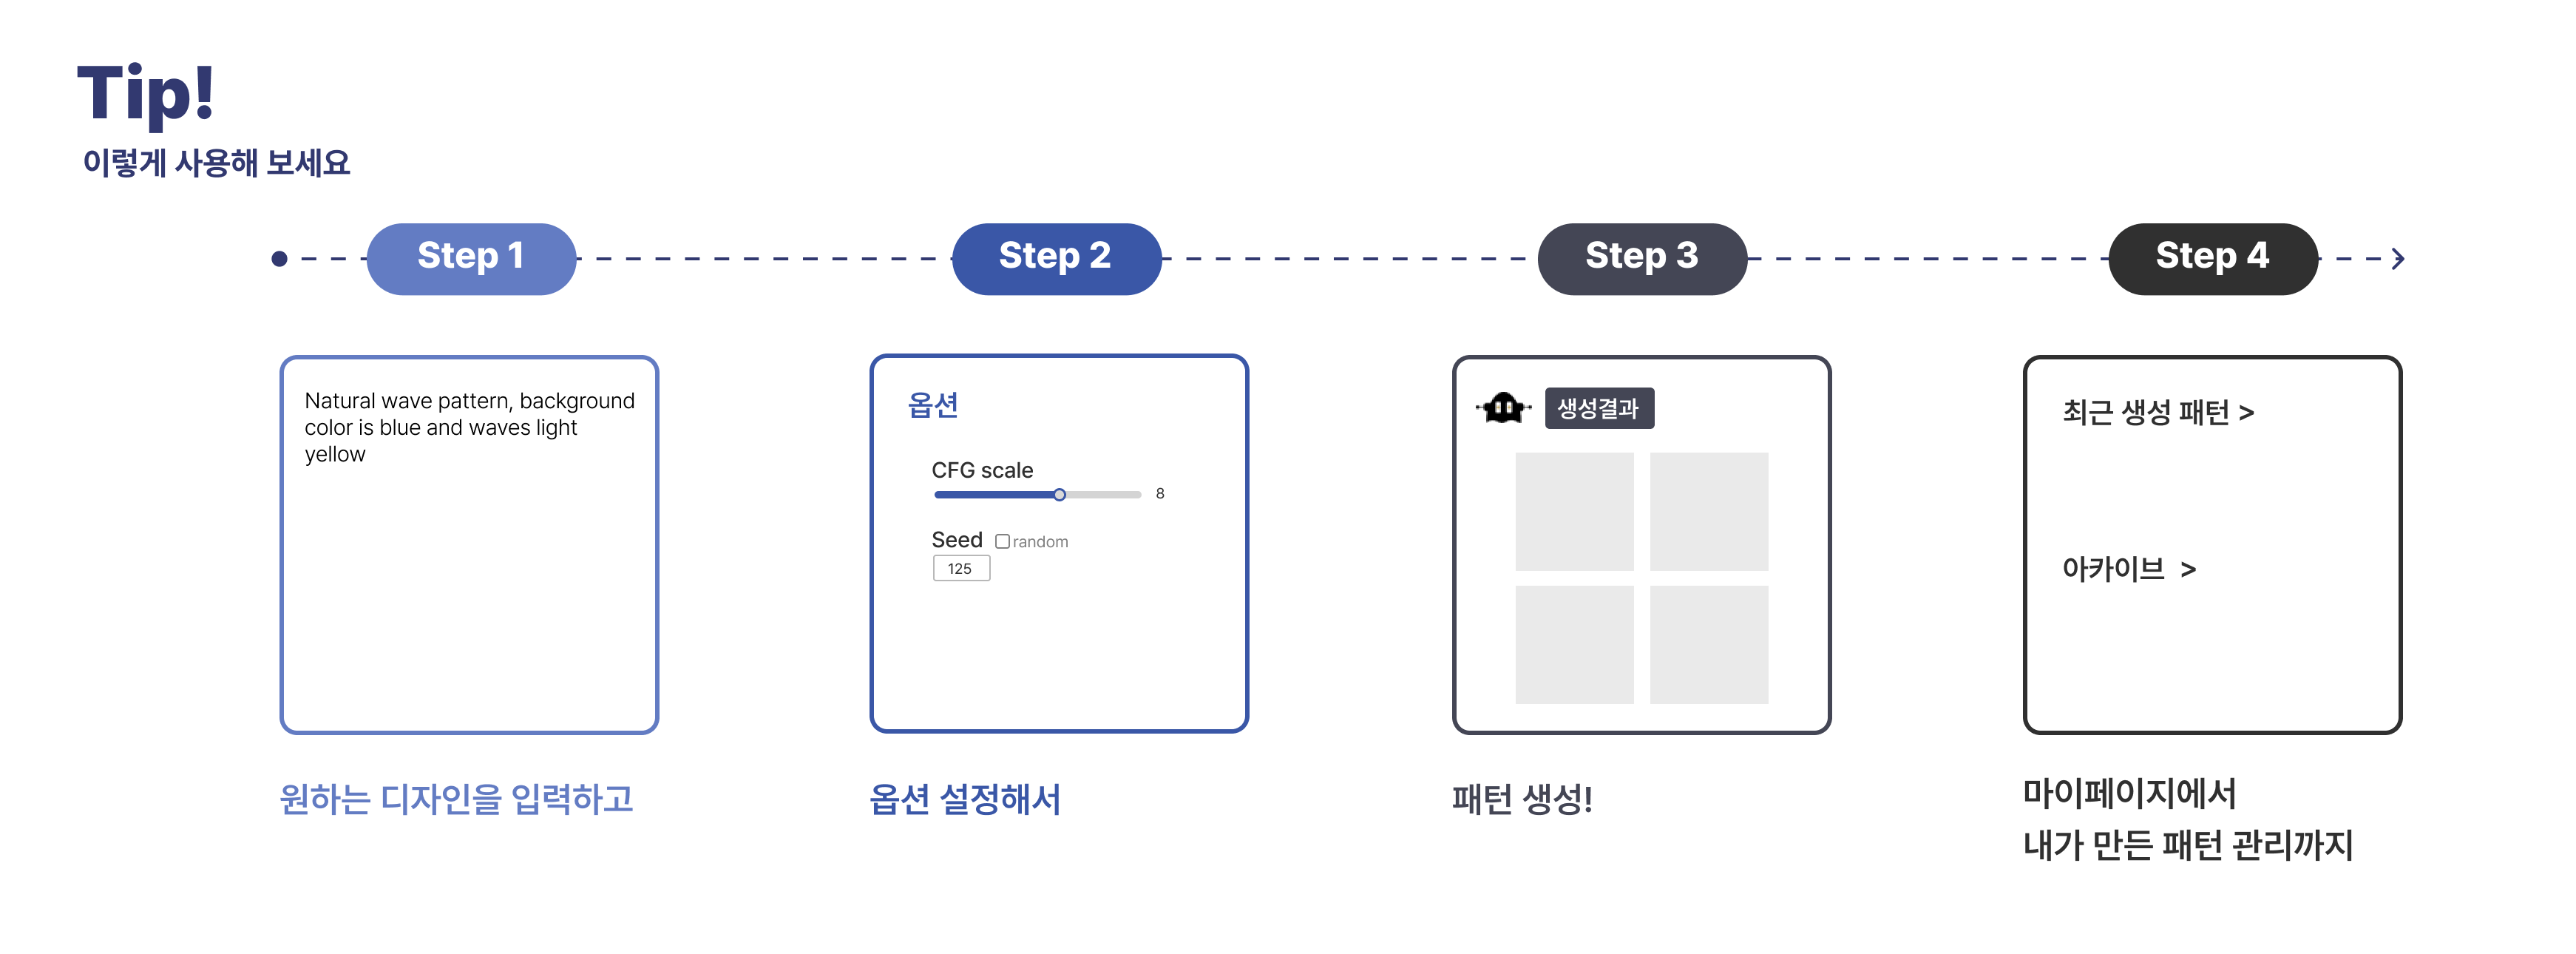 Tip!
이렇게 사용해 보세요
Step 1
Step 2
Step 3
Step 4
Natural wave pattern, background
color is blue and waves light
yellow
옵션
CFG scale
8
Seed
random
125
생성결과
최근 생성 패턴 >
아카이브 >
원하는 디자인을 입력하고
옵션 설정해서
패턴 생성!
마이페이지에서
내가 만든 패턴 관리까지